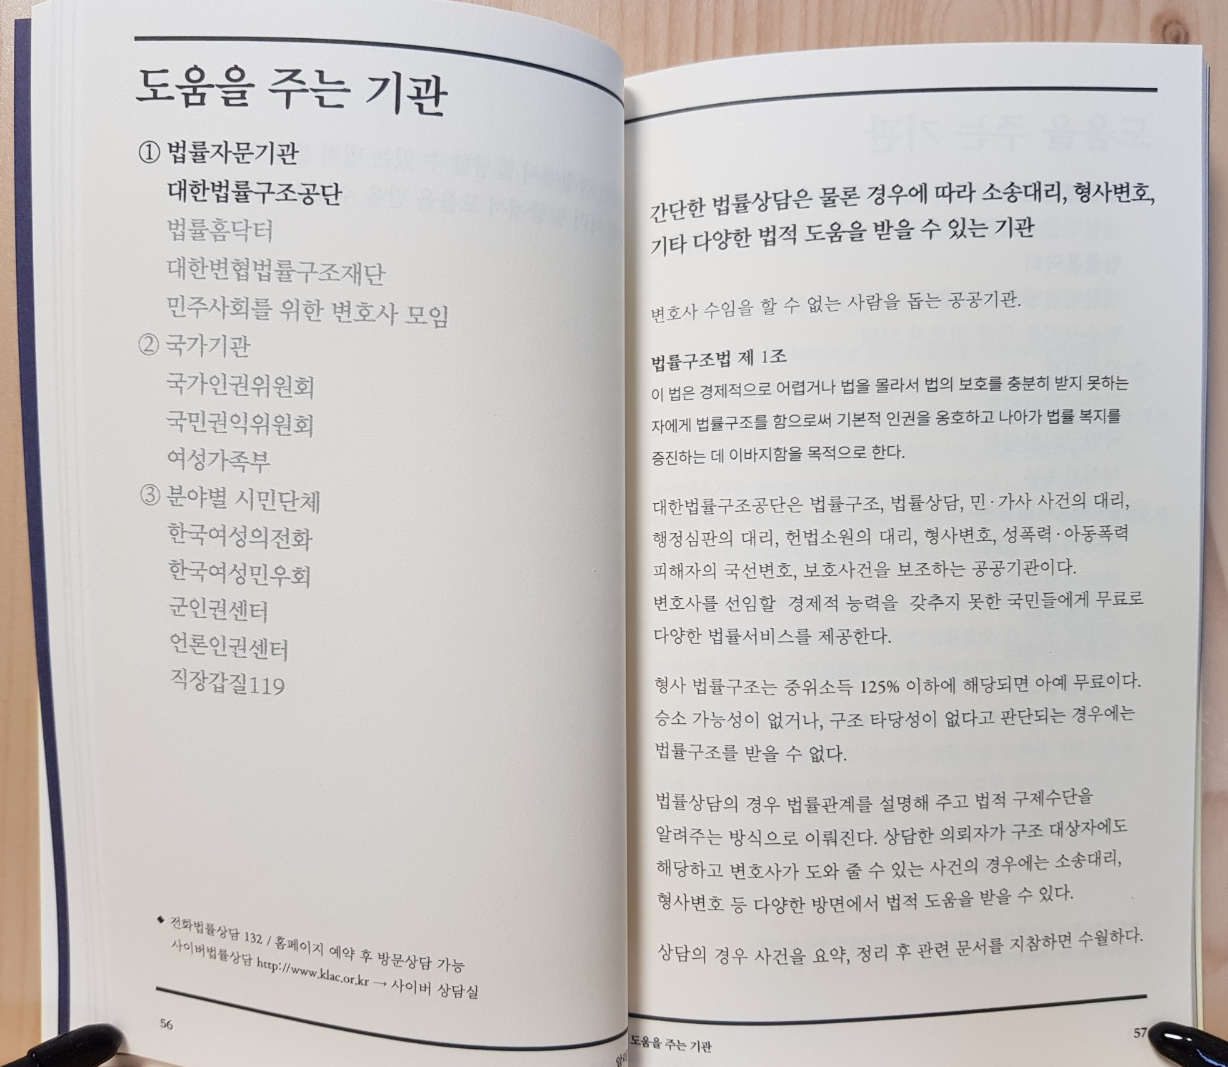 도움을 주는 기관
① 법률자문기관
대한법률구조공단
법률홈닥터
대한변협법률구조재단
민주사회를 위한 변호사 모임
② 국가기관
국가인권위원회
국민권익위원회
여성가족부
③ 분야별 시민단체
한국여성의전화
한국여성민우회
군인권센터
언론인권센터
직장갑질119
◆ 전화법률상담 132 / 홈페이지 예약 후 방문상담 가능
사이버법률상담 http://www.klac.or.kr → 사이버 상담실
56
간단한 법률상담은 물론 경우에 따라 소송대리, 형사변호,
기타 다양한 법적 도움을 받을 수 있는 기관
변호사 수임을 할 수 없는 사람을 돕는 공공기관.
법률구조법 제 1조
이 법은 경제적으로 어렵거나 법을 몰라서 법의 보호를 충분히 받지 못하는
자에게 법률구조를 함으로써 기본적 인권을 옹호하고 나아가 법률 복지를
증진하는 데 이바지함을 목적으로 한다.
대한법률구조공단은 법률구조, 법률상담, 민·가사 사건의 대리,
행정심판의 대리, 헌법소원의 대리, 형사변호, 성폭력·아동폭력
피해자의 국선변호, 보호사건을 보조하는 공공기관이다.
변호사를 선임할 경제적 능력을 갖추지 못한 국민들에게 무료로
다양한 법률서비스를 제공한다.
형사 법률구조는 중위소득 125% 이하에 해당되면 아예 무료이다.
승소 가능성이 없거나, 구조 타당성이 없다고 판단되는 경우에는
법률구조를 받을 수 없다.
법률상담의 경우 법률관계를 설명해 주고 법적 구제수단을
알려주는 방식으로 이뤄진다. 상담한 의뢰자가 구조 대상자에도
해당하고 변호사가 도와 줄 수 있는 사건의 경우에는 소송대리,
형사변호 등 다양한 방면에서 법적 도움을 받을 수 있다.
상담의 경우 사건을 요약, 정리 후 관련 문서를 지참하면 수월하다.
도움을 주는 기관
57